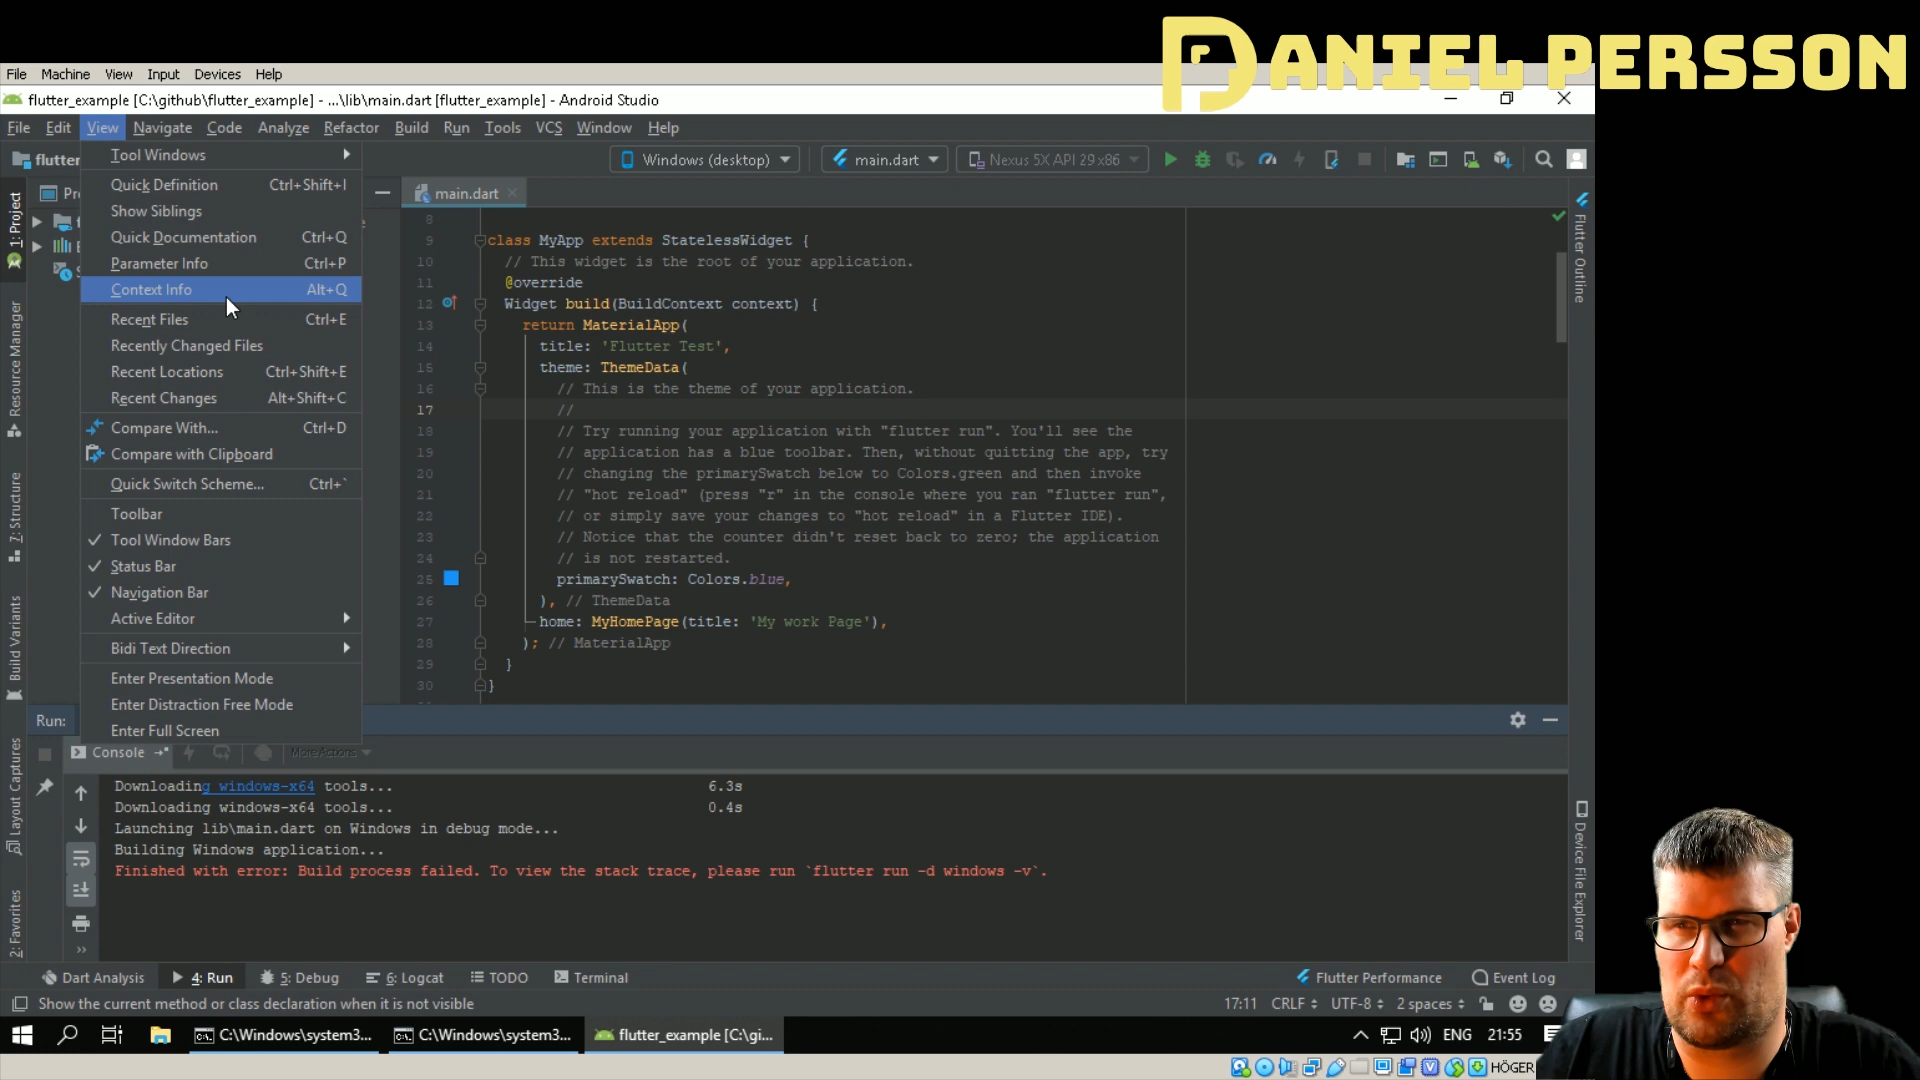 DANIEL PERSSON
File Machine View Input Devices Help
flutter_example [C:\github\flutter_example] - ...\lib\main.dart [flutter_example] - Android Studio
File Edit View Navigate Code Analyze Refactor Build Run Tools VCS Window Help
flutter
Windows (desktop)
main.dart
Nexus 5X API 29 x86
Tool Windows
Quick Definition Ctrl+Shift+I
Show Siblings
Quick Documentation Ctrl+Q
Parameter Info Ctrl+P
Context Info Alt+Q
Recent Files Ctrl+E
Recently Changed Files
Recent Locations Ctrl+Shift+E
Recent Changes Alt+Shift+C
Compare With... Ctrl+D
Compare with Clipboard
Quick Switch Scheme... Ctrl+`
Toolbar
Tool Window Bars
Status Bar
Navigation Bar
Active Editor
Bidi Text Direction
Enter Presentation Mode
Enter Distraction Free Mode
Enter Full Screen
1: Project
Resource Manager
7: Structure
Build Variants
Layout Captures
2: Favorites
main.dart
8
9 class MyApp extends StatelessWidget {
10 // This widget is the root of your application.
11 @override
12 Widget build(BuildContext context) {
13 return MaterialApp(
14 title: 'Flutter Test',
15 theme: ThemeData(
16 // This is the theme of your application.
17 //
18 // Try running your application with "flutter run". You'll see the
19 // application has a blue toolbar. Then, without quitting the app, try
20 // changing the primarySwatch below to Colors.green and then invoke
21 // "hot reload" (press "r" in the console where you ran "flutter run",
22 // or simply save your changes to "hot reload" in a Flutter IDE).
23 // Notice that the counter didn't reset back to zero; the application
24 // is not restarted.
25 primarySwatch: Colors.blue,
26 ), // ThemeData
27 home: MyHomePage(title: 'My work Page'),
28 ); // MaterialApp
29 }
30 }
Flutter Outline
Device File Explorer
Run:
Console
More Actions
Downloading windows-x64 tools... 6.3s
Downloading windows-x64 tools... 0.4s
Launching lib\main.dart on Windows in debug mode...
Building Windows application...
Finished with error: Build process failed. To view the stack trace, please run `flutter run -d windows -v`.
Dart Analysis 4: Run 5: Debug 6: Logcat TODO Terminal Flutter Performance Event Log
Show the current method or class declaration when it is not visible 17:11 CRLF UTF-8 2 spaces
C:\Windows\system3... C:\Windows\system3... flutter_example [C:\gi... ENG 21:55
HÖGER